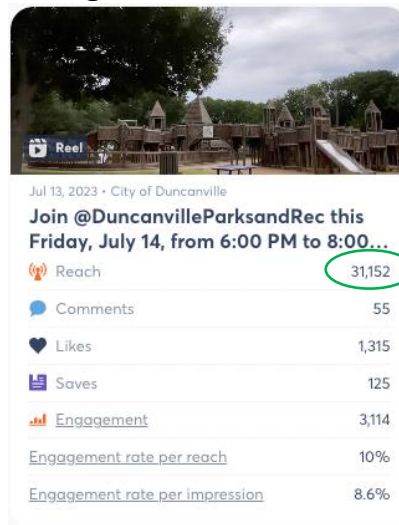 Reel
Jul 13, 2023 • City of Duncanville
Join @DuncanvilleParksandRec this
Friday, July 14, from 6:00 PM to 8:00...
Reach 31,152
Comments 55
Likes 1,315
Saves 125
Engagement 3,114
Engagement rate per reach 10%
Engagement rate per impression 8.6%